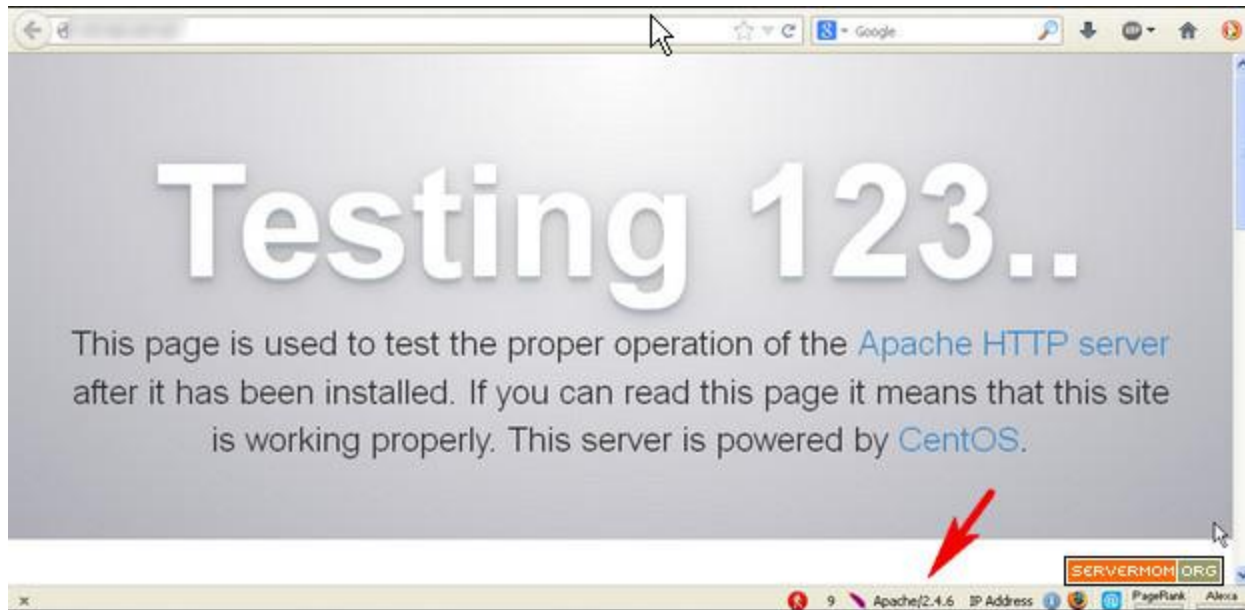 Google
Testing 123..
This page is used to test the proper operation of the Apache HTTP server
after it has been installed. If you can read this page it means that this site
is working properly. This server is powered by CentOS.
SERVERMOM ORG
9 Apache/2.4.6 IP Address PageRank Alexa